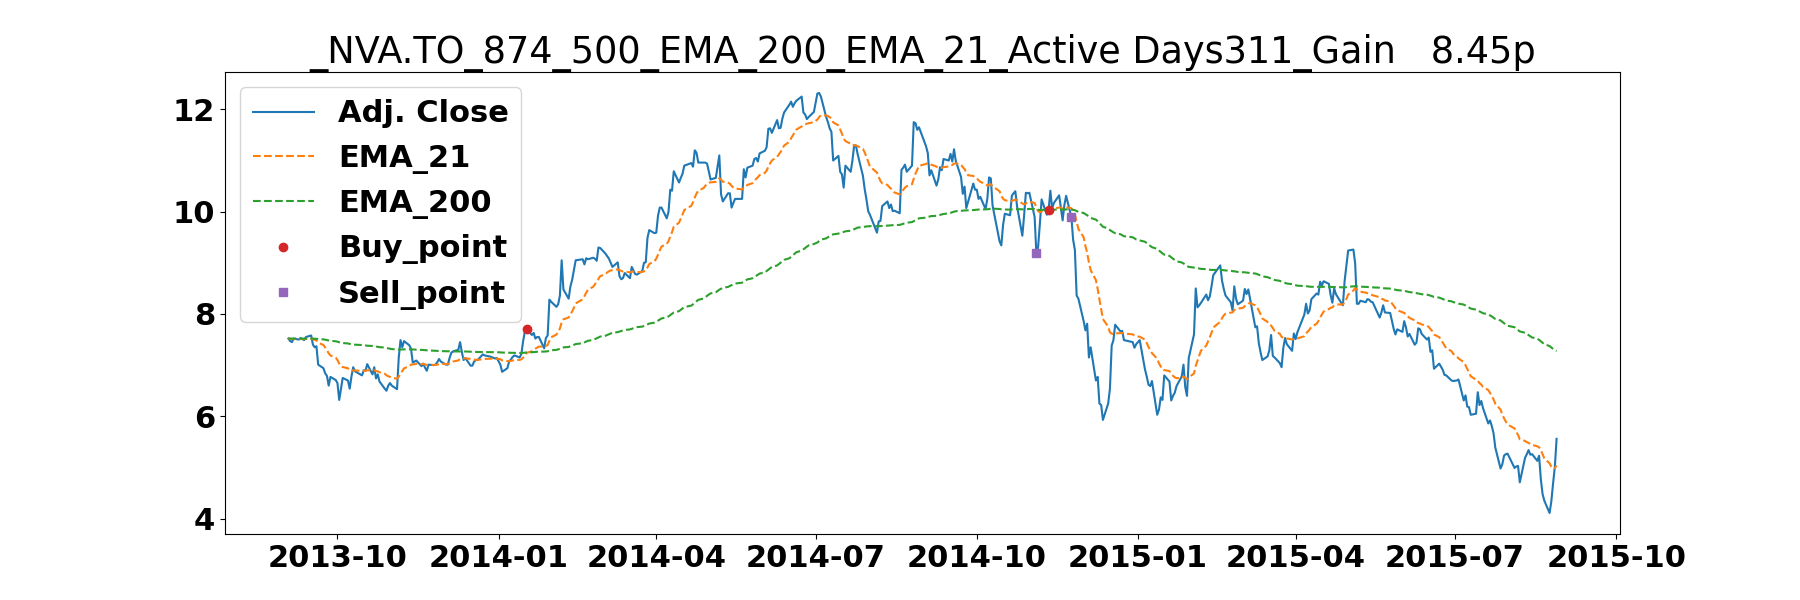 _NVA.TO_874_500_EMA_200_EMA_21_Active Days311_Gain   8.45p
Adj. Close
EMA_21
EMA_200
Buy_point
Sell_point
12
10
8
6
4
2013-10 2014-01 2014-04 2014-07 2014-10 2015-01 2015-04 2015-07 2015-10